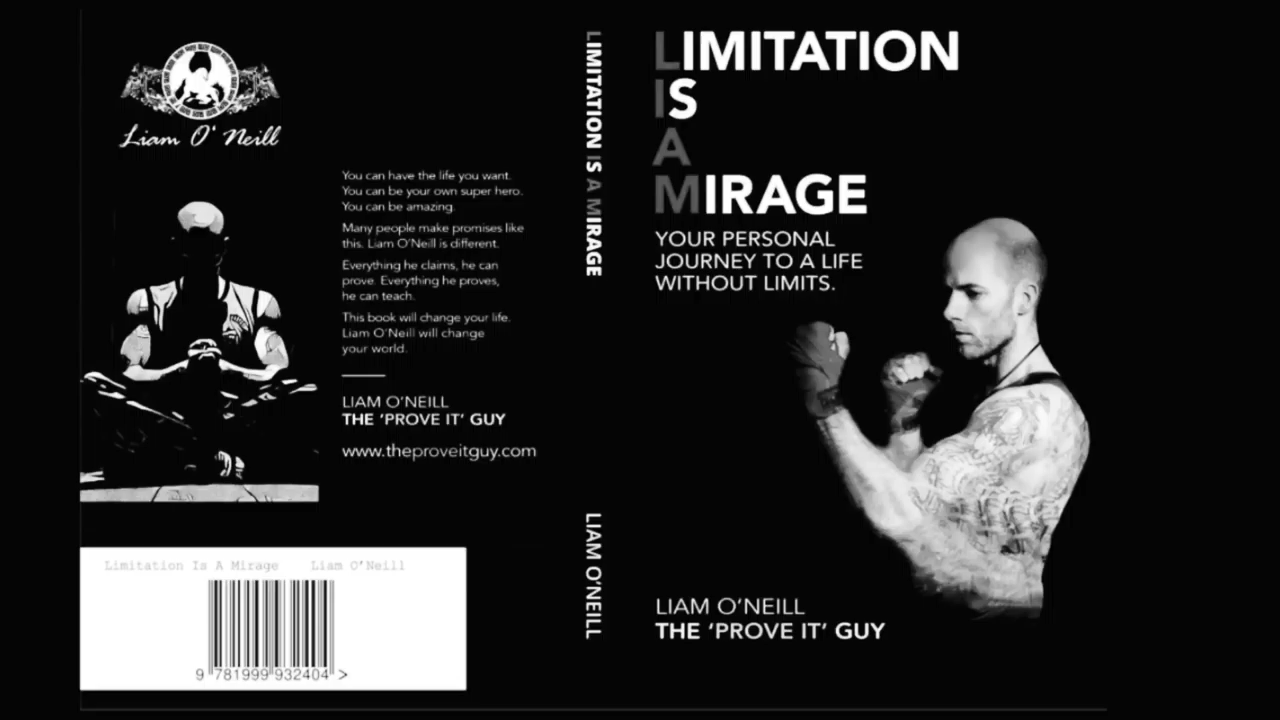 Liam O' Neill
You can have the life you want.
You can be your own super hero.
You can be amazing.
Many people make promises like
this. Liam O'Neill is different.
Everything he claims, he can
prove. Everything he proves,
he can teach.
This book will change your life.
Liam O'Neill will change
your world.
LIAM O'NEILL
THE 'PROVE IT' GUY
www.theproveitguy.com
Limitation Is A Mirage Liam O'Neill
9 781999 932404 >
LIMITATION IS A MIRAGE
LIAM O'NEILL
LIMITATION
IS
A
MIRAGE
YOUR PERSONAL
JOURNEY TO A LIFE
WITHOUT LIMITS.
LIAM O'NEILL
THE 'PROVE IT' GUY